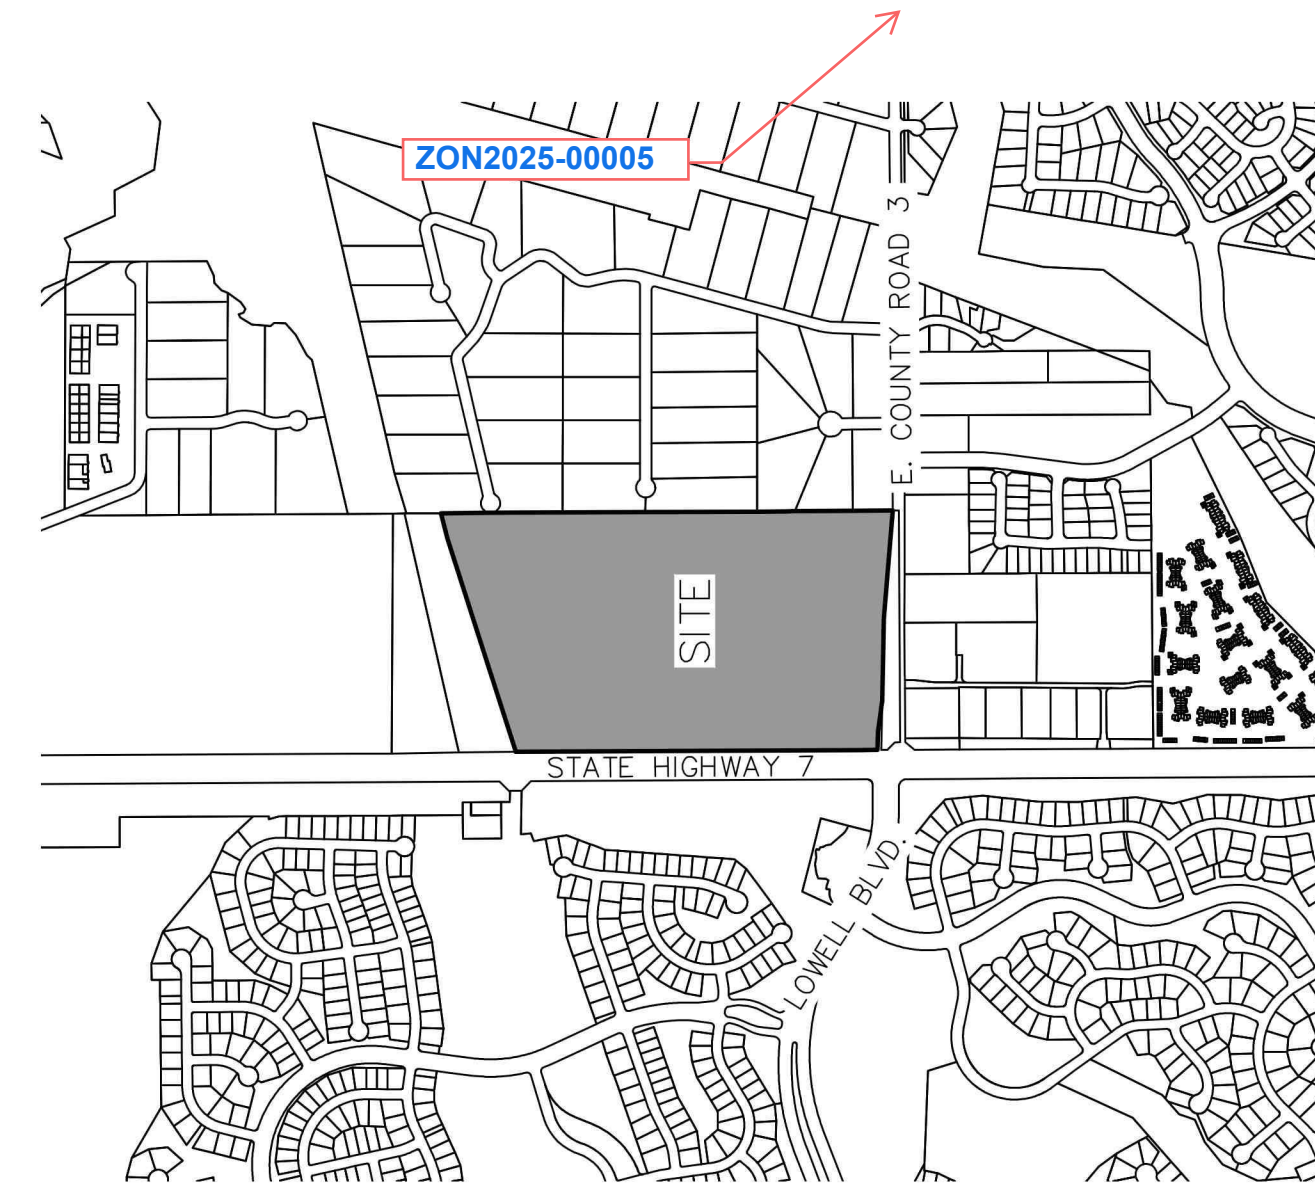 ZON2025-00005
E. COUNTY ROAD 3
SITE
STATE HIGHWAY 7
LOWELL BLVD.